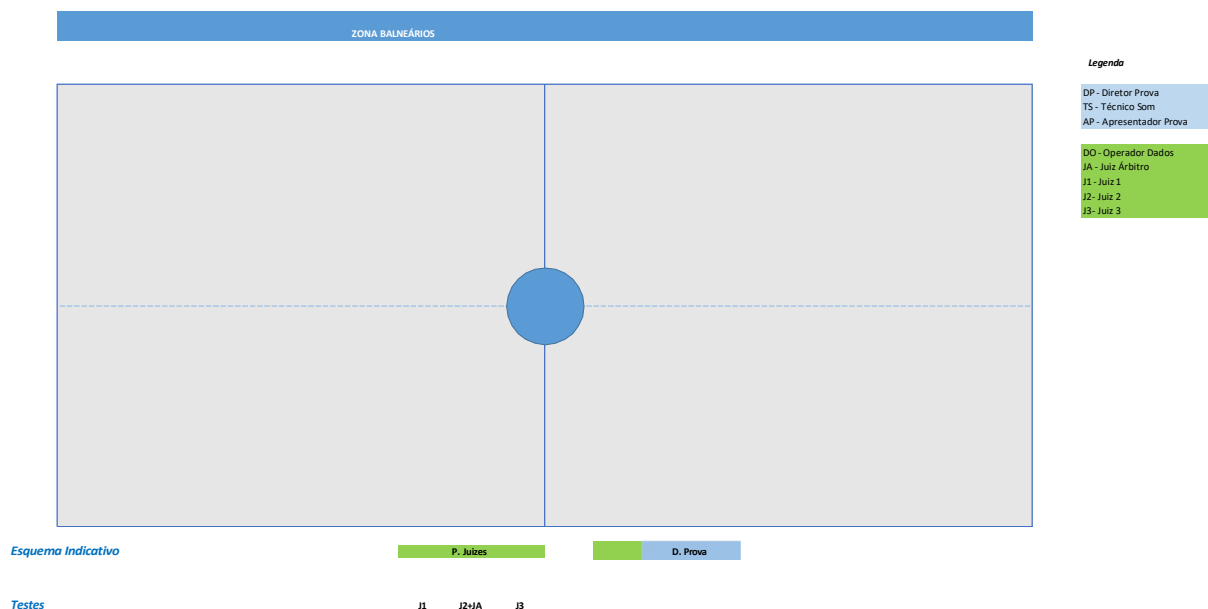 ZONA BALNEÁRIOS
Legenda
DP - Diretor Prova
TS - Técnico Som
AP - Apresentador Prova
DO - Operador Dados
JA - Juiz Árbitro
J1 - Juiz 1
J2- Juiz 2
J3- Juiz 3
Esquema Indicativo P. Juizes D. Prova
Testes J1 J2+JA J3